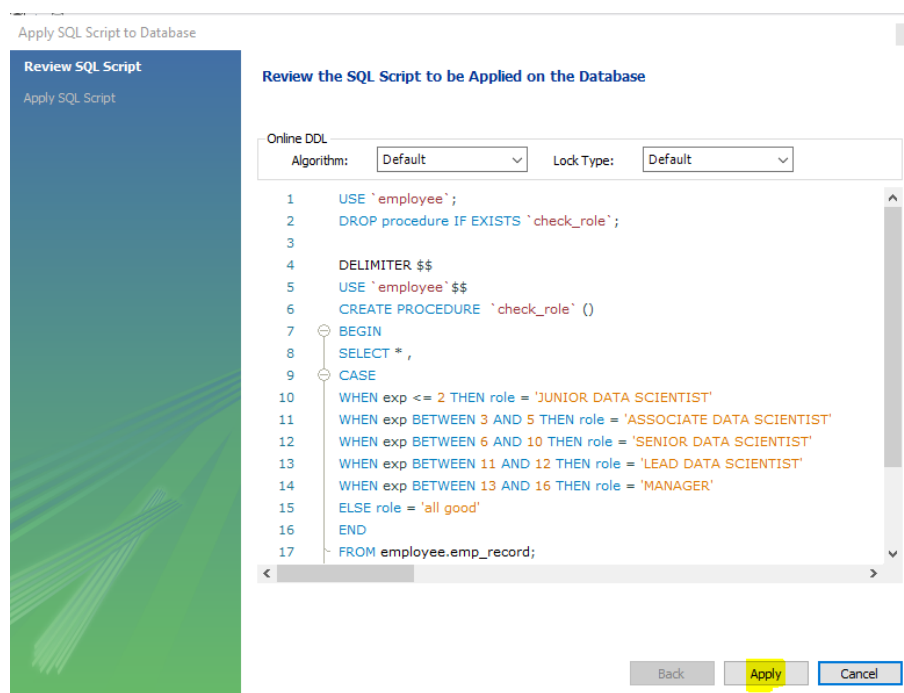 Apply SQL Script to Database
Review SQL Script
Apply SQL Script
Review the SQL Script to be Applied on the Database
Online DDL
Algorithm: Default Lock Type: Default
1 USE `employee`;
2 DROP procedure IF EXISTS `check_role`;
3
4 DELIMITER $$
5 USE `employee`$$
6 CREATE PROCEDURE `check_role` ()
7 BEGIN
8 SELECT * ,
9 CASE
10 WHEN exp <= 2 THEN role = 'JUNIOR DATA SCIENTIST'
11 WHEN exp BETWEEN 3 AND 5 THEN role = 'ASSOCIATE DATA SCIENTIST'
12 WHEN exp BETWEEN 6 AND 10 THEN role = 'SENIOR DATA SCIENTIST'
13 WHEN exp BETWEEN 11 AND 12 THEN role = 'LEAD DATA SCIENTIST'
14 WHEN exp BETWEEN 13 AND 16 THEN role = 'MANAGER'
15 ELSE role = 'all good'
16 END
17 FROM employee.emp_record;
Back Apply Cancel